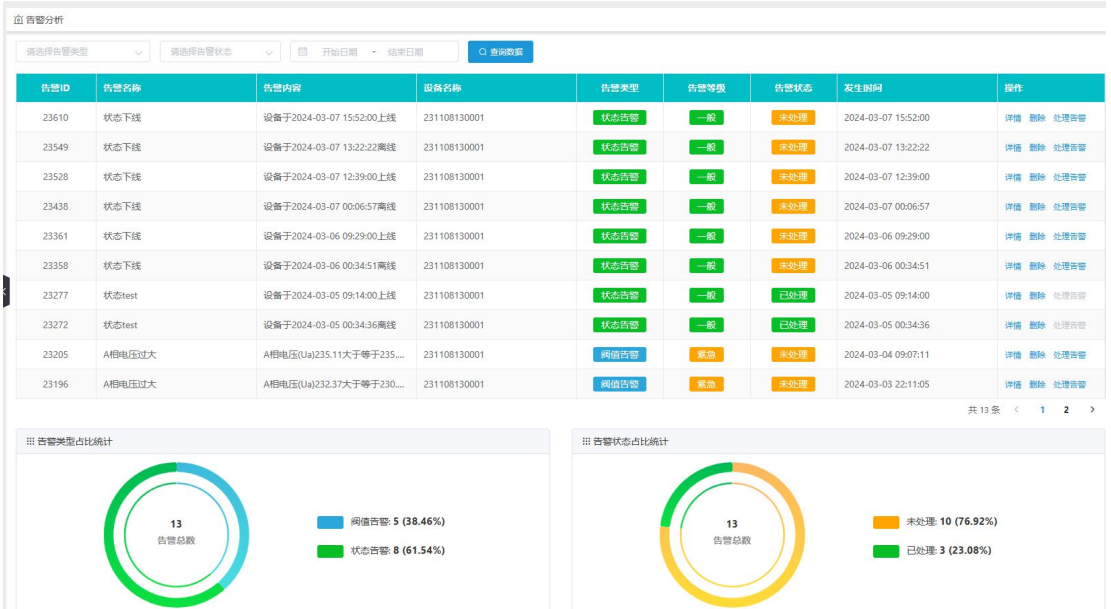 告警分析
请选择告警类型 请选择告警状态 开始日期 - 结束日期 查询数据
告警ID 告警名称 告警内容 设备名称 告警类型 告警等级 告警状态 发生时间 操作
23610 状态下线 设备于2024-03-07 15:52:00上线 231108130001 状态告警 一般 未处理 2024-03-07 15:52:00 详情 删除 处理告警
23549 状态下线 设备于2024-03-07 13:22:22离线 231108130001 状态告警 一般 未处理 2024-03-07 13:22:22 详情 删除 处理告警
23528 状态下线 设备于2024-03-07 12:39:00上线 231108130001 状态告警 一般 未处理 2024-03-07 12:39:00 详情 删除 处理告警
23438 状态下线 设备于2024-03-07 00:06:57离线 231108130001 状态告警 一般 未处理 2024-03-07 00:06:57 详情 删除 处理告警
23361 状态下线 设备于2024-03-06 09:29:00上线 231108130001 状态告警 一般 未处理 2024-03-06 09:29:00 详情 删除 处理告警
23358 状态下线 设备于2024-03-06 00:34:51离线 231108130001 状态告警 一般 未处理 2024-03-06 00:34:51 详情 删除 处理告警
23277 状态test 设备于2024-03-05 09:14:00上线 231108130001 状态告警 一般 已处理 2024-03-05 09:14:00 详情 删除 处理告警
23272 状态test 设备于2024-03-05 00:34:36离线 231108130001 状态告警 一般 已处理 2024-03-05 00:34:36 详情 删除 处理告警
23205 A相电压过大 A相电压(Ua)235.11大于等于235.... 231108130001 阀值告警 紧急 未处理 2024-03-04 09:07:11 详情 删除 处理告警
23196 A相电压过大 A相电压(Ua)232.37大于等于230.... 231108130001 阀值告警 紧急 未处理 2024-03-03 22:11:05 详情 删除 处理告警
共 13 条 < 1 2 >
告警类型占比统计
13
告警总数
阀值告警: 5 (38.46%)
状态告警: 8 (61.54%)
告警状态占比统计
13
告警总数
未处理: 10 (76.92%)
已处理: 3 (23.08%)